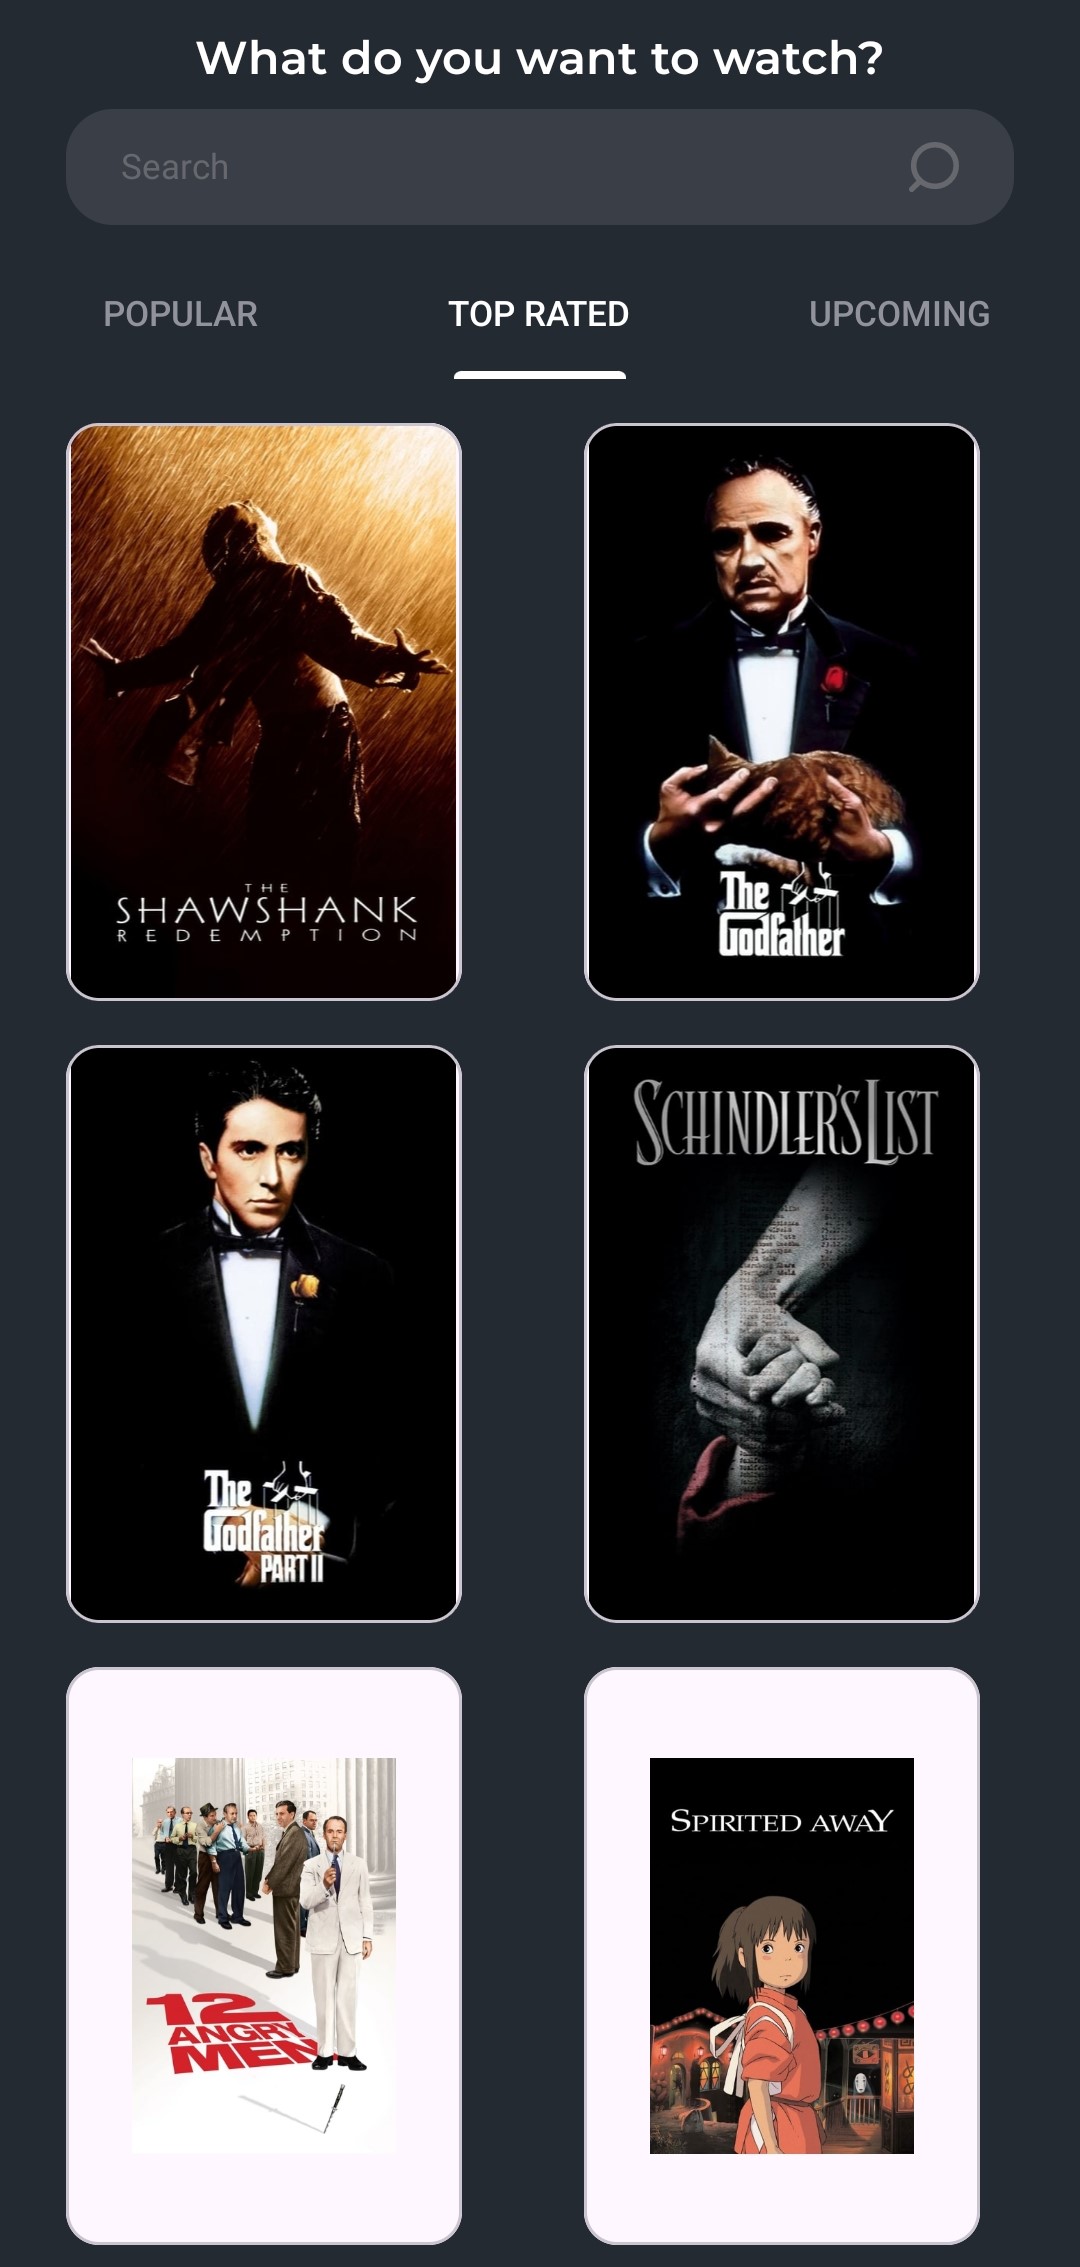 What do you want to watch?
Search
POPULAR
TOP RATED
UPCOMING
THE
SHAWSHANK
REDEMPTION
The
Godfather
The
Godfather
PART II
SCHINDLER'S LIST
12
ANGRY
MEN
SPIRITED AWAY